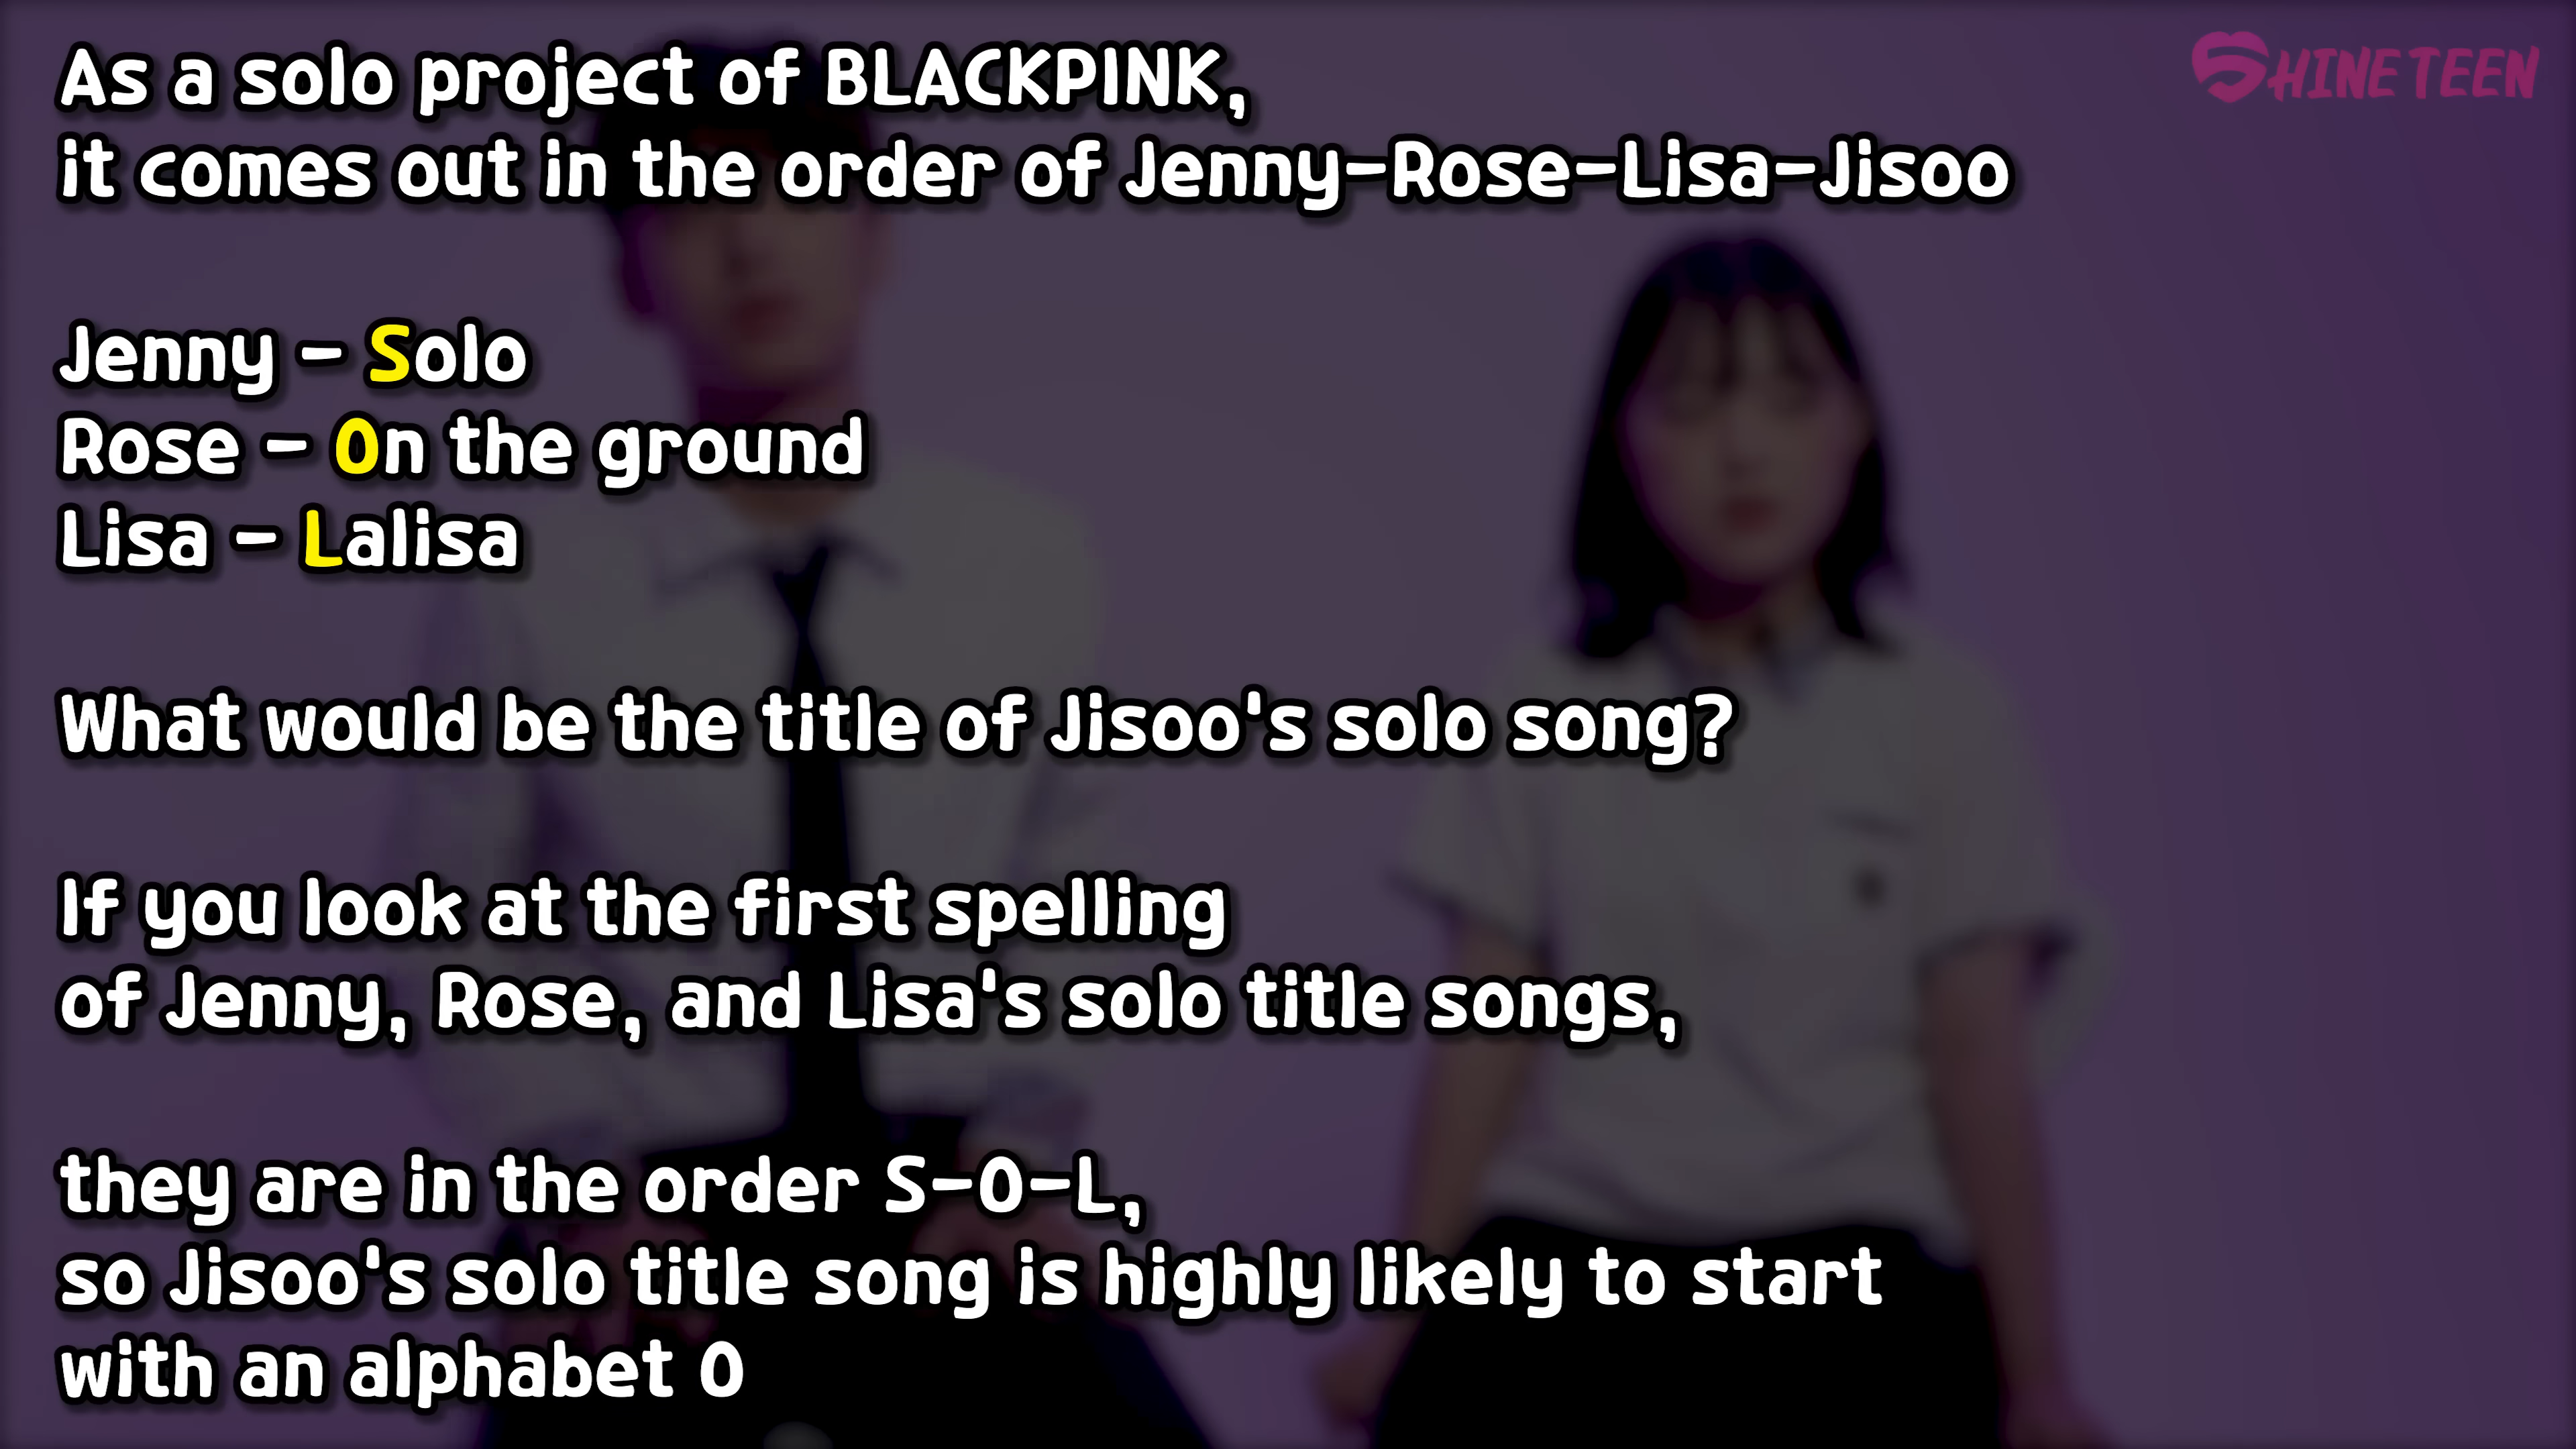 SHINE TEEN
As a solo project of BLACKPINK,
it comes out in the order of Jenny-Rose-Lisa-Jisoo
Jenny - Solo
Rose - On the ground
Lisa - Lalisa
What would be the title of Jisoo's solo song?
If you look at the first spelling
of Jenny, Rose, and Lisa's solo title songs,
they are in the order S-O-L,
so Jisoo's solo title song is highly likely to start
with an alphabet O